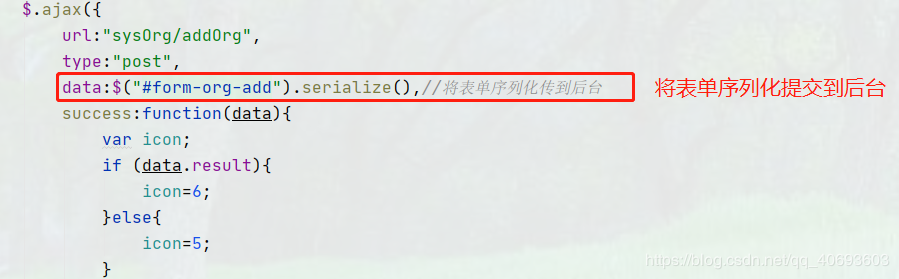 $.ajax({
url:"sysOrg/addOrg",
type:"post",
data:$("#form-org-add").serialize(),//将表单序列化传到后台 将表单序列化提交到后台
success:function(data){
var icon;
if (data.result){
icon=6;
}else{
icon=5;
}
https://blog.csdn.net/qq_40693603